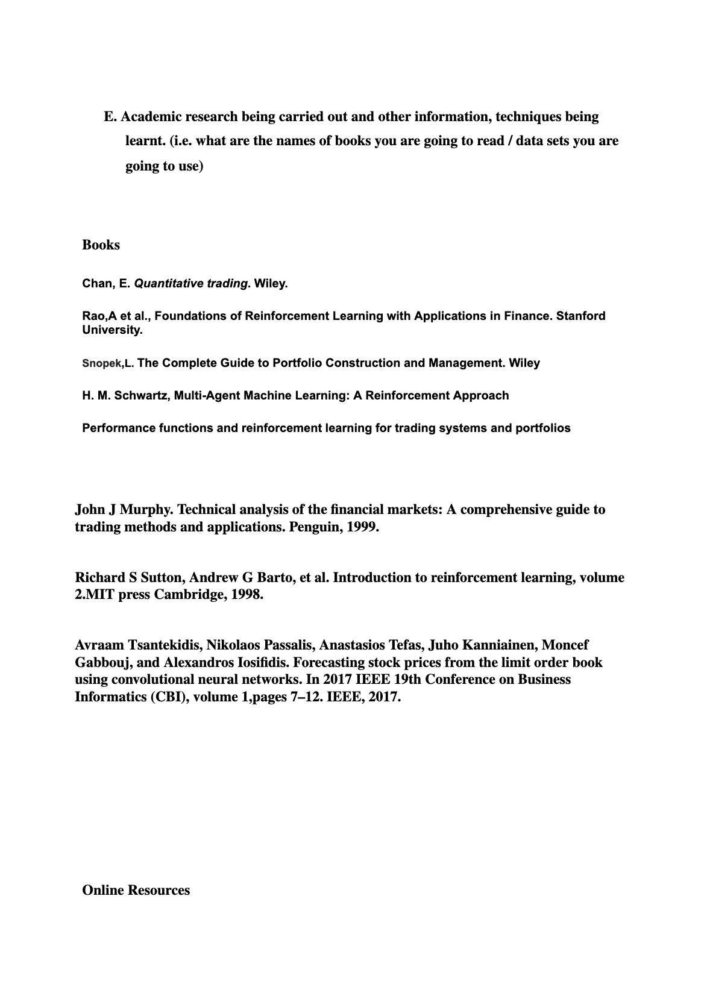 E. Academic research being carried out and other information, techniques being
learnt. (i.e. what are the names of books you are going to read / data sets you are
going to use)
Books
Chan, E. Quantitative trading. Wiley.
Rao,A et al., Foundations of Reinforcement Learning with Applications in Finance. Stanford
University.
Snopek,L. The Complete Guide to Portfolio Construction and Management. Wiley
H. M. Schwartz, Multi-Agent Machine Learning: A Reinforcement Approach
Performance functions and reinforcement learning for trading systems and portfolios
John J Murphy. Technical analysis of the financial markets: A comprehensive guide to
trading methods and applications. Penguin, 1999.
Richard S Sutton, Andrew G Barto, et al. Introduction to reinforcement learning, volume
2.MIT press Cambridge, 1998.
Avraam Tsantekidis, Nikolaos Passalis, Anastasios Tefas, Juho Kanniainen, Moncef
Gabbouj, and Alexandros Iosifidis. Forecasting stock prices from the limit order book
using convolutional neural networks. In 2017 IEEE 19th Conference on Business
Informatics (CBI), volume 1,pages 7–12. IEEE, 2017.
Online Resources